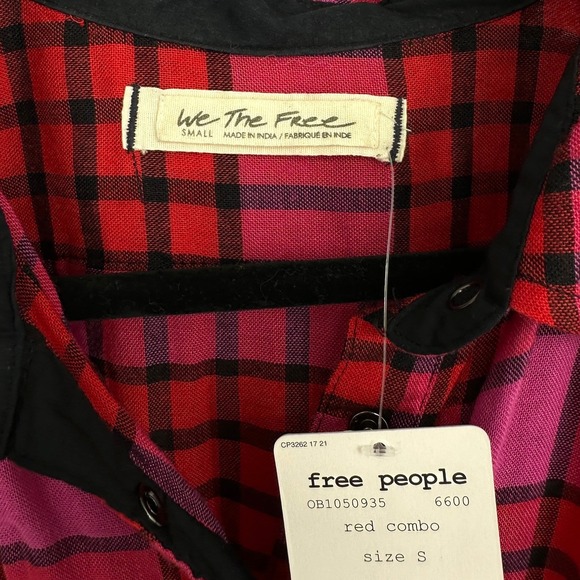 We The Free
SMALL MADE IN INDIA / FABRIQUÉ EN INDE
CP3262 17 21
free people
OB1050935 6600
red combo
size S